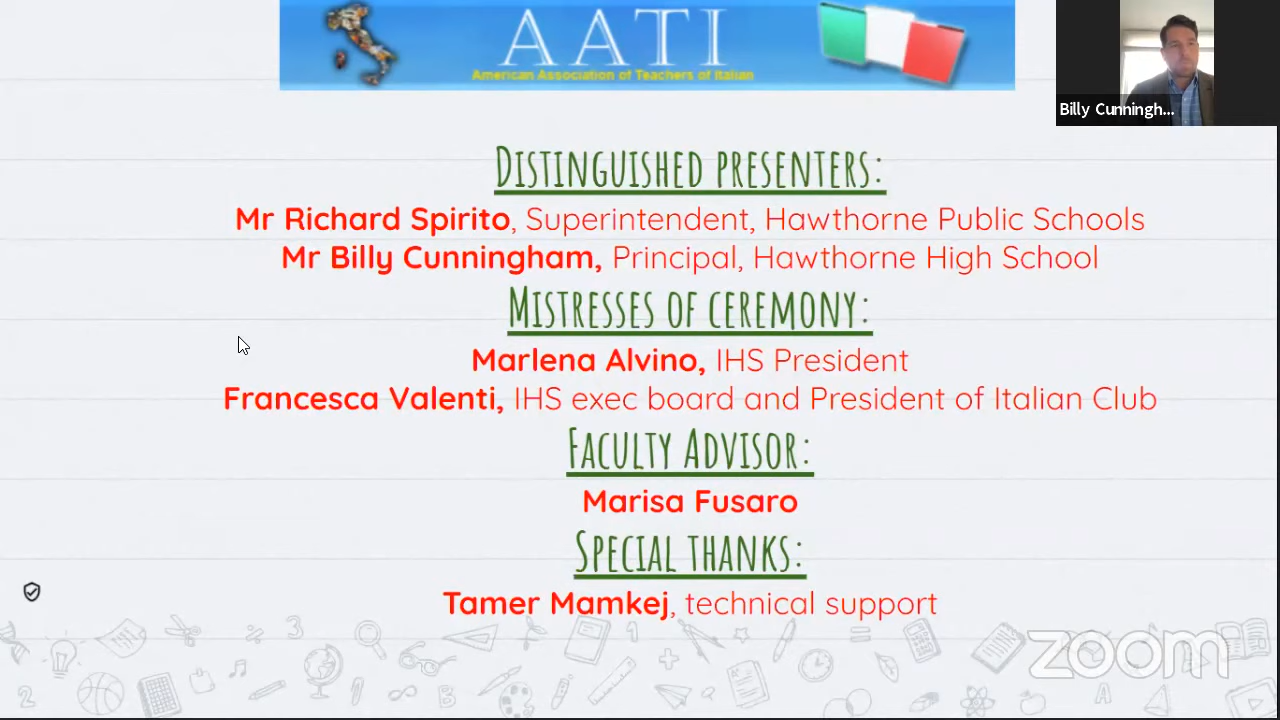 AATI
American Association of Teachers of Italian
Billy Cunningh...
DISTINGUISHED PRESENTERS:
Mr Richard Spirito, Superintendent, Hawthorne Public Schools
Mr Billy Cunningham, Principal, Hawthorne High School
MISTRESSES OF CEREMONY:
Marlena Alvino, IHS President
Francesca Valenti, IHS exec board and President of Italian Club
FACULTY ADVISOR:
Marisa Fusaro
SPECIAL THANKS:
Tamer Mamkej, technical support
zoom